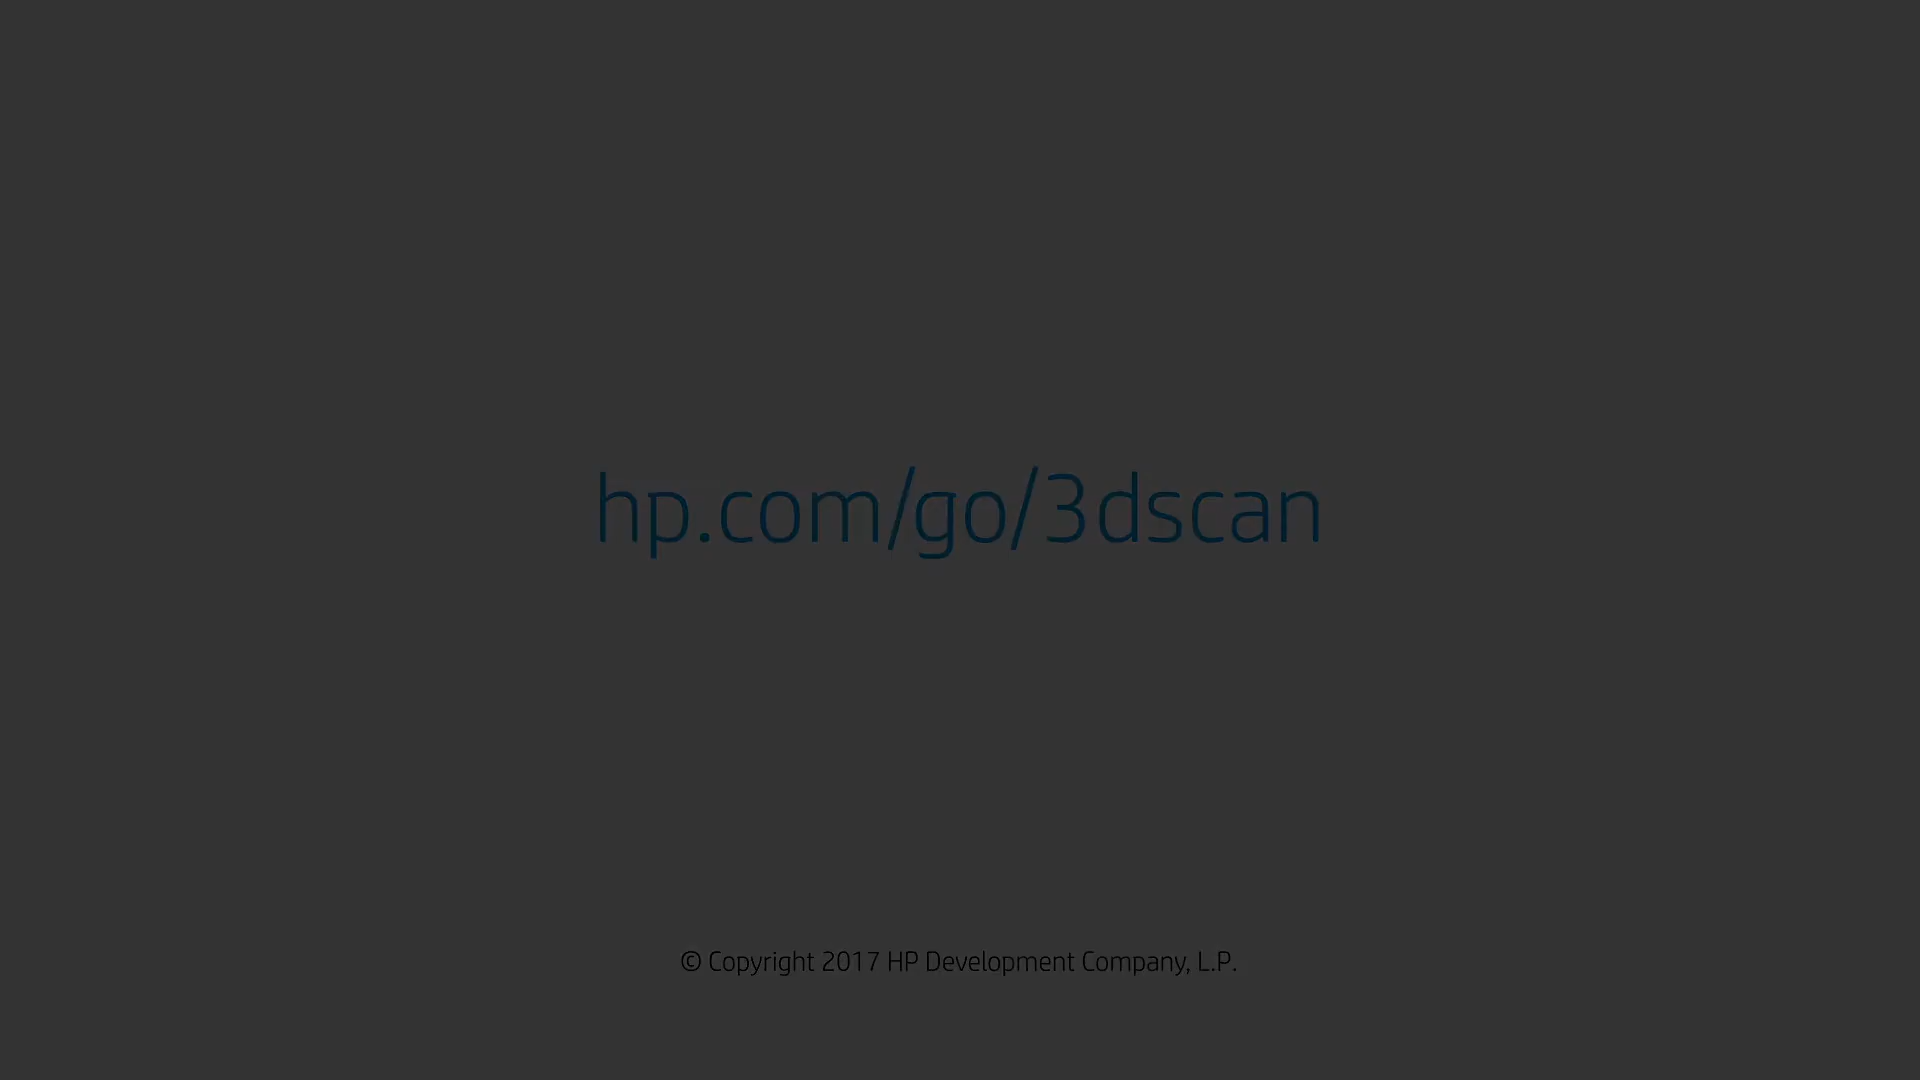 hp.com/go/3dscan
© Copyright 2017 HP Development Company, L.P.